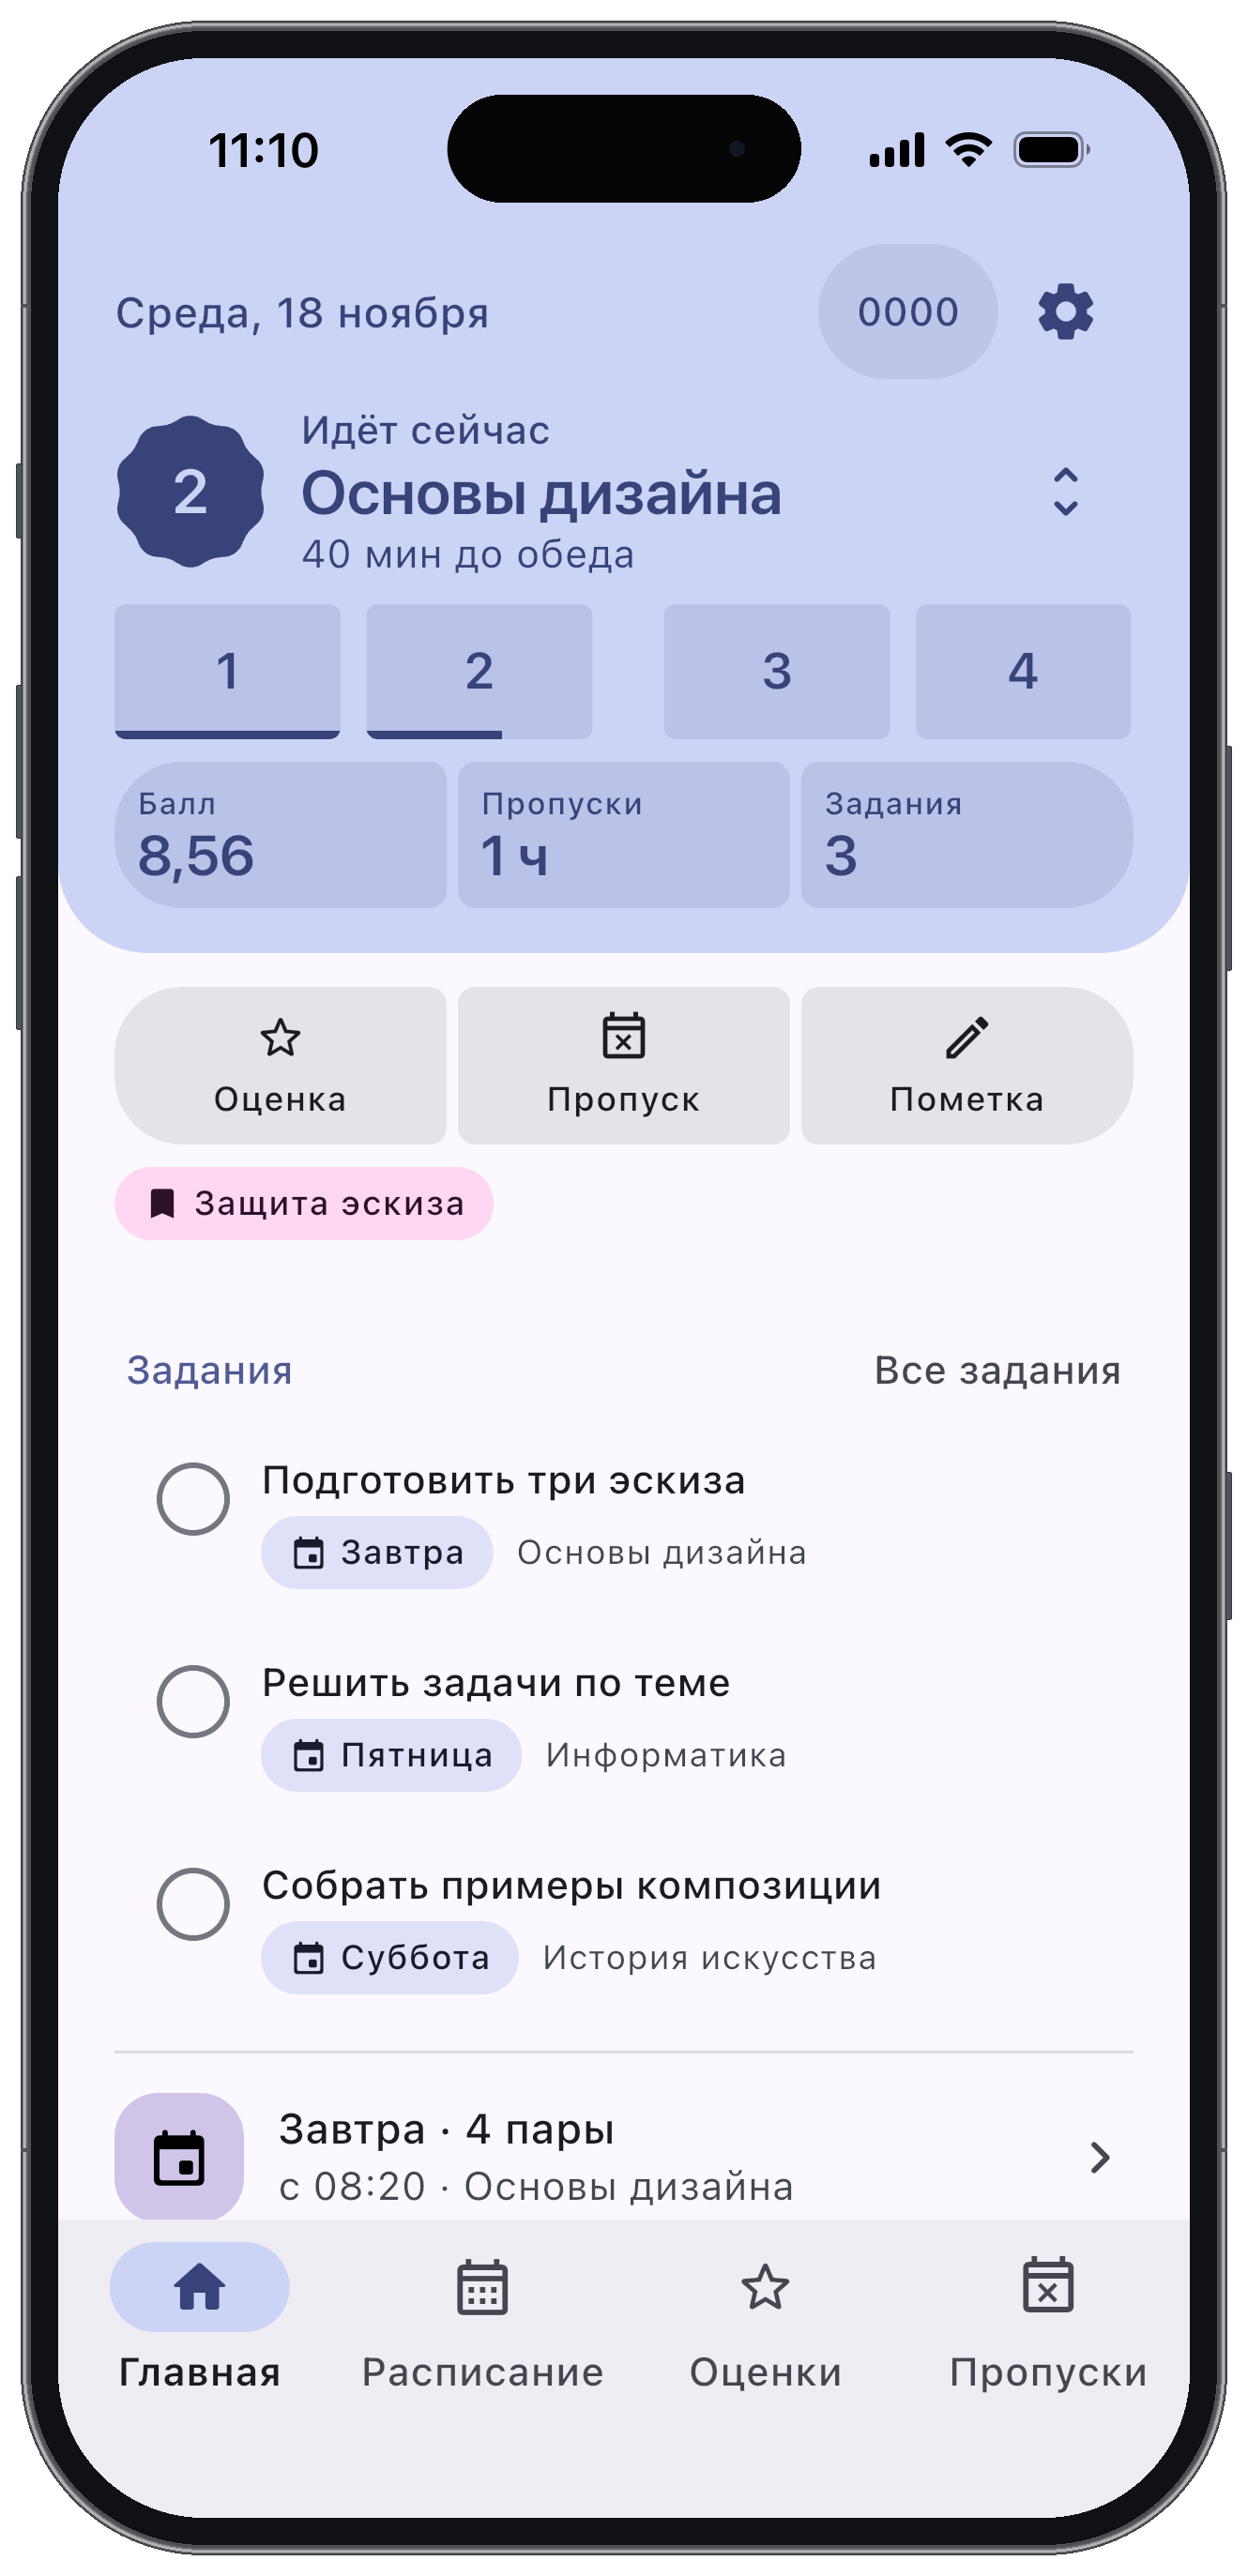 11:10
Среда, 18 ноября
0000
2
Идёт сейчас
Основы дизайна
40 мин до обеда
1
2
3
4
Балл
8,56
Пропуски
1 ч
Задания
3
Оценка
Пропуск
Пометка
Защита эскиза
Задания
Все задания
Подготовить три эскиза
Завтра
Основы дизайна
Решить задачи по теме
Пятница
Информатика
Собрать примеры композиции
Суббота
История искусства
Завтра · 4 пары
с 08:20 · Основы дизайна
Главная
Расписание
Оценки
Пропуски